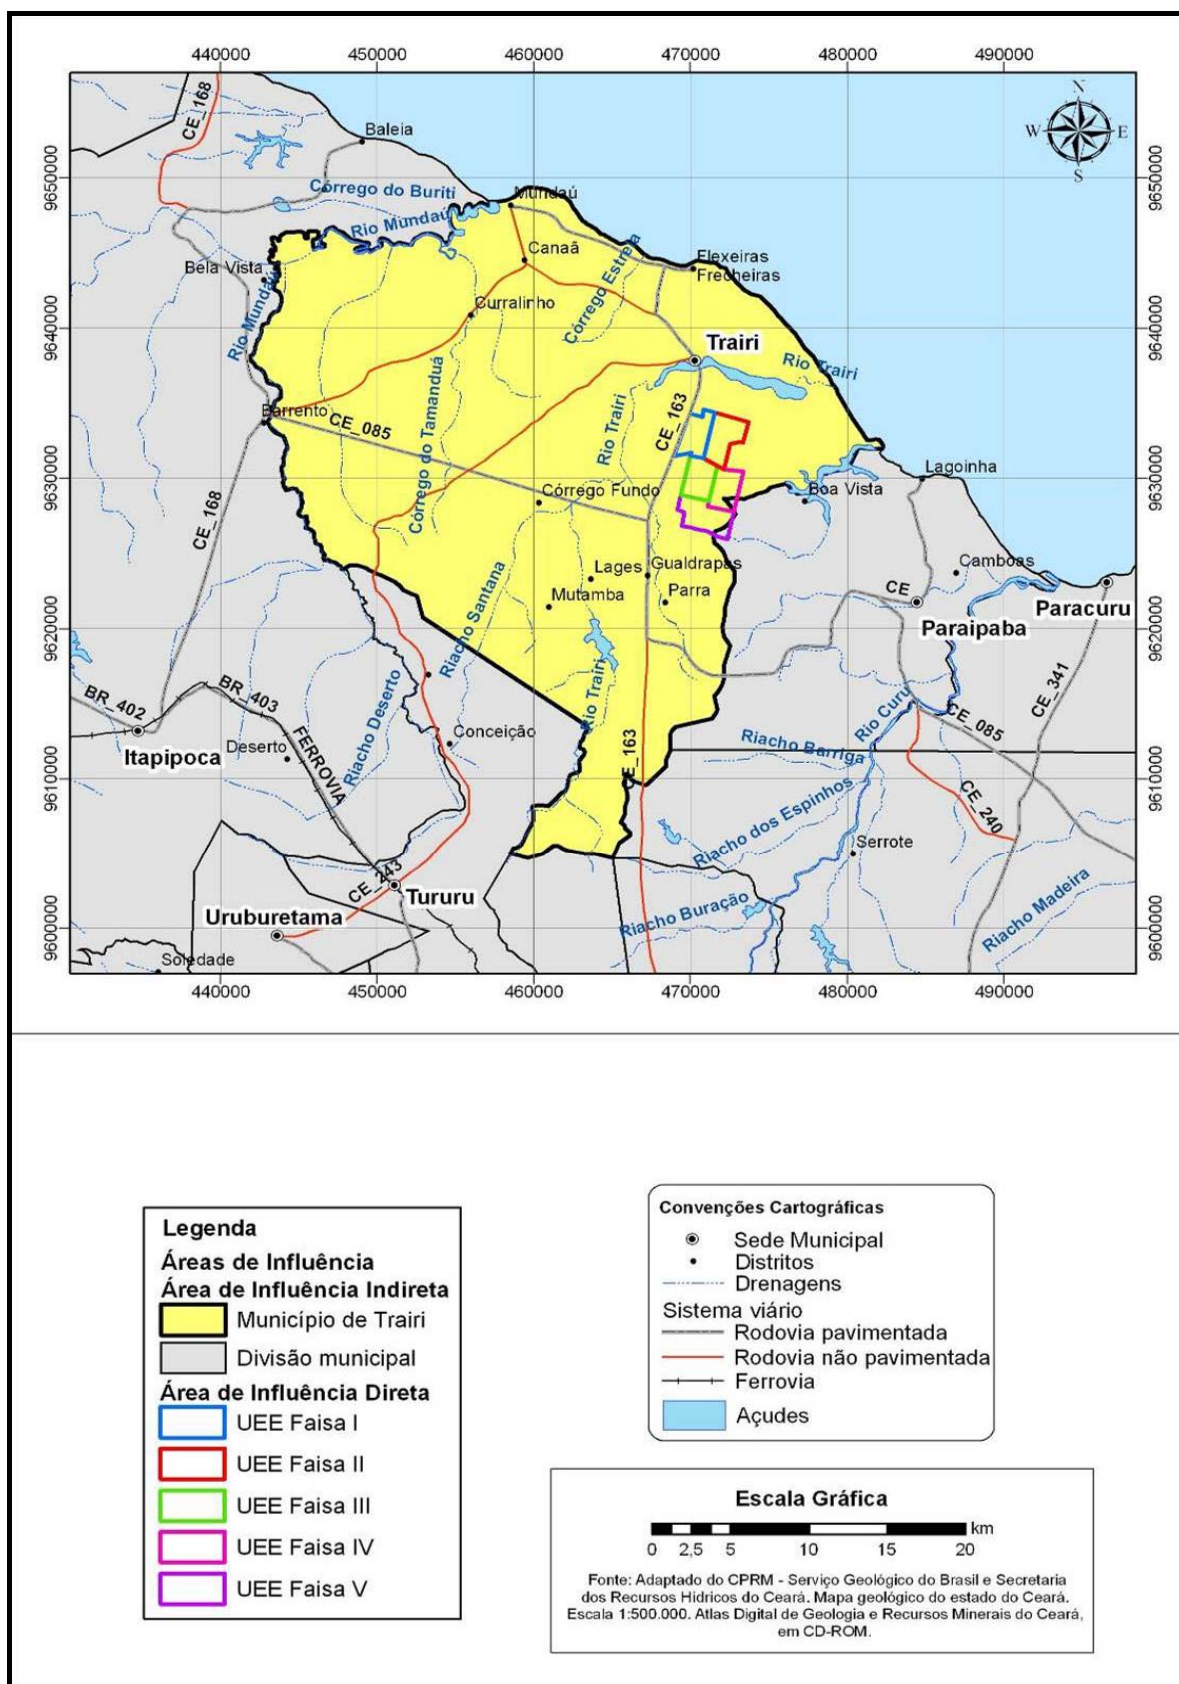 440000 450000 460000 470000 480000 490000
N
W E
S
9650000
9650000
9640000
9640000
9630000
9630000
9620000
9620000
9610000
9610000
9600000
9600000
CE_168
Baleia
Córrego do Buriti
Rio Mundaú
Mundaú
Canaã
Córrego Estrela
Flexeiras
Frecheiras
Bela Vista
Rio Mundaú
Curralinho
Trairi
Rio Trairi
Barrento
CE_085
Córrego do Tamandua
Rio Trairi
CE_163
CE_168
Córrego Fundo
Boa Vista
Lagoinha
Lages
Gualdrapas
Mutamba
Parra
Camboas
CE
Paraipaba
Paracuru
Riacho Santana
Rio Trairi
CE_163
BR_402
BR_403
Itapipoca
Deserto
FERROVIA
Riacho Deserto
Conceição
Riacho Barriga
Rio Curu
CE_085
CE_341
CE_240
Riacho dos Espinhos
Serrote
Riacho Buração
Riacho Madeira
CE_243
Tururu
Uruburetama
Soledade
440000 450000 460000 470000 480000 490000
Legenda
Áreas de Influência
Área de Influência Indireta
Município de Trairi
Divisão municipal
Área de Influência Direta
UEE Faisa I
UEE Faisa II
UEE Faisa III
UEE Faisa IV
UEE Faisa V
Convenções Cartográficas
Sede Municipal
Distritos
Drenagens
Sistema viário
Rodovia pavimentada
Rodovia não pavimentada
Ferrovia
Açudes
Escala Gráfica
km
0 2,5 5 10 15 20
Fonte: Adaptado do CPRM - Serviço Geológico do Brasil e Secretaria
dos Recursos Hídricos do Ceará. Mapa geológico do estado do Ceará.
Escala 1:500.000. Atlas Digital de Geologia e Recursos Minerais do Ceará,
em CD-ROM.